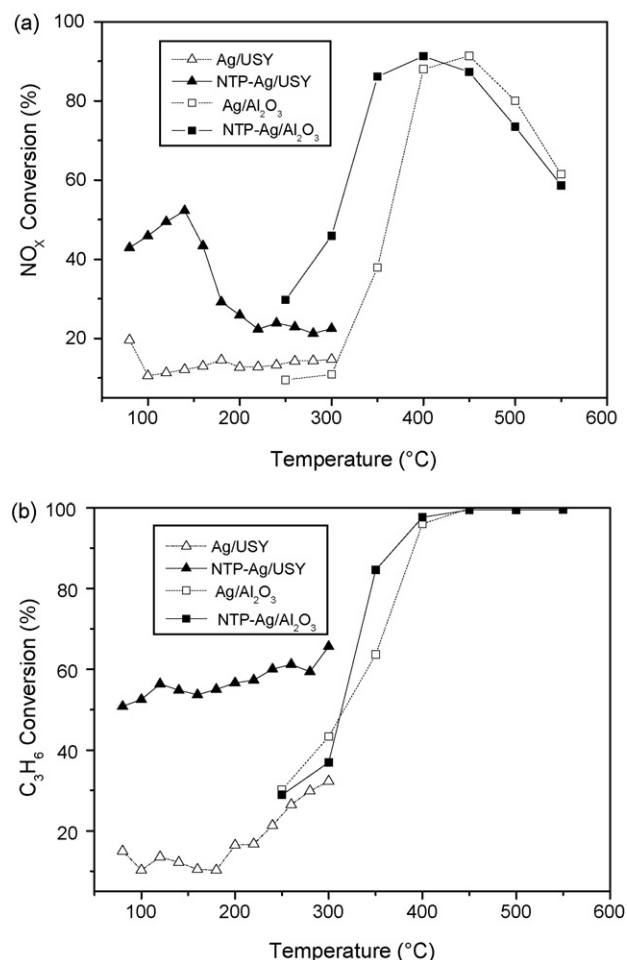 (a)
Ag/USY
NTP-Ag/USY
Ag/Al₂O₃
NTP-Ag/Al₂O₃
NOₓ Conversion (%)
100
80
60
40
20
100 200 300 400 500 600
Temperature (°C)
(b)
Ag/USY
NTP-Ag/USY
Ag/Al₂O₃
NTP-Ag/Al₂O₃
C₃H₆ Conversion (%)
100
80
60
40
20
100 200 300 400 500 600
Temperature (°C)